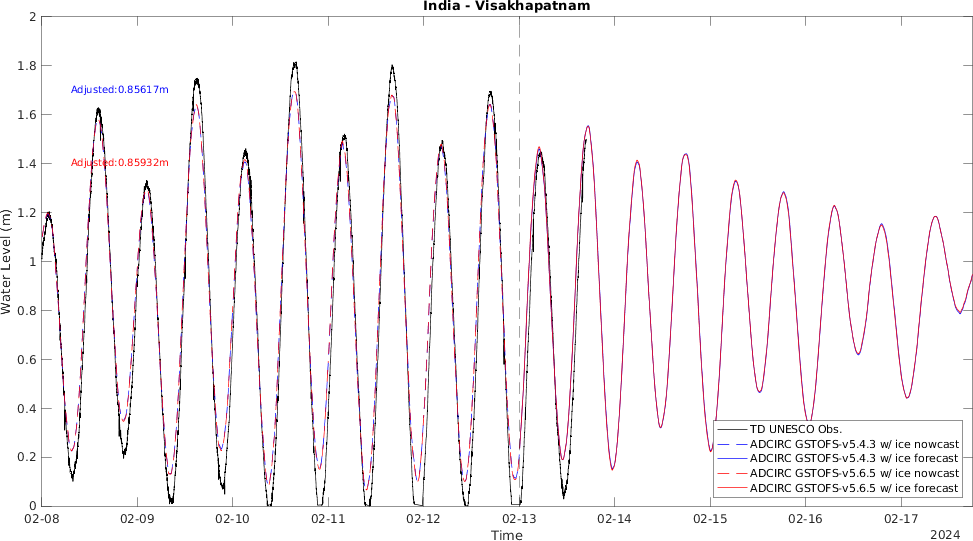 India - Visakhapatnam
2
1.8
1.6
1.4
1.2
1
0.8
0.6
0.4
0.2
0
Water Level (m)
Adjusted:0.85617m
Adjusted:0.85932m
TD UNESCO Obs.
ADCIRC GSTOFS-v5.4.3 w/ ice nowcast
ADCIRC GSTOFS-v5.4.3 w/ ice forecast
ADCIRC GSTOFS-v5.6.5 w/ ice nowcast
ADCIRC GSTOFS-v5.6.5 w/ ice forecast
02-08 02-09 02-10 02-11 02-12 02-13 02-14 02-15 02-16 02-17
Time
2024